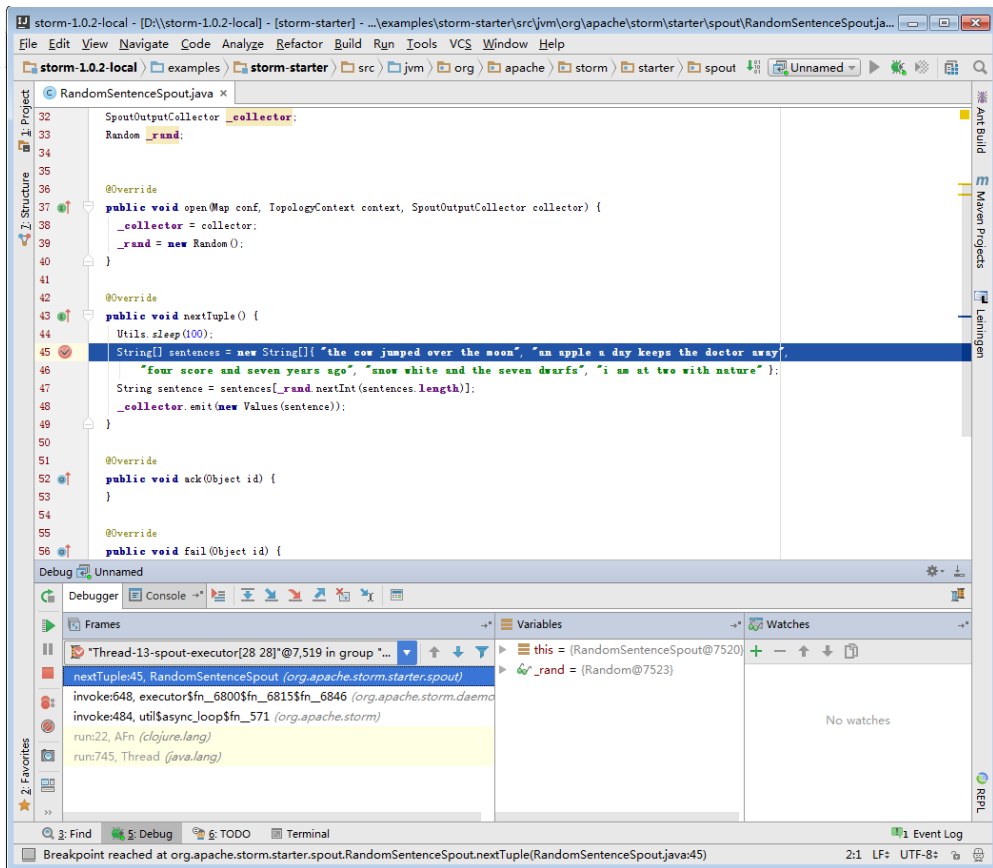 storm-1.0.2-local - [D:\\storm-1.0.2-local] - [storm-starter] - ...\examples\storm-starter\src\jvm\org\apache\storm\starter\spout\RandomSentenceSpout.ja...
File Edit View Navigate Code Analyze Refactor Build Run Tools VCS Window Help
storm-1.0.2-local examples storm-starter src jvm org apache storm starter spout Unnamed
RandomSentenceSpout.java
1: Project
Z: Structure
2: Favorites
Ant Build
Maven Projects
Leiningen
REPL
32 SpoutOutputCollector _collector;
33 Random _rand;
34
35
36 @Override
37 public void open(Map conf, TopologyContext context, SpoutOutputCollector collector) {
38 _collector = collector;
39 _rand = new Random();
40 }
41
42 @Override
43 public void nextTuple() {
44 Utils.sleep(100);
45 String[] sentences = new String[]{ "the cow jumped over the moon", "an apple a day keeps the doctor away",
46 "four score and seven years ago", "snow white and the seven dwarfs", "i am at two with nature" };
47 String sentence = sentences[_rand.nextInt(sentences.length)];
48 _collector.emit(new Values(sentence));
49 }
50
51 @Override
52 public void ack(Object id) {
53 }
54
55 @Override
56 public void fail(Object id) {
Debug Unnamed
Debugger Console
Frames
Variables
Watches
"Thread-13-spout-executor[28 28]"@7,519 in group "...
nextTuple:45, RandomSentenceSpout (org.apache.storm.starter.spout)
invoke:648, executor$fn_6800$fn_6815$fn_6846 (org.apache.storm.daemo
invoke:484, util$async_loop$fn_571 (org.apache.storm)
run:22, AFn (clojure.lang)
run:745, Thread (java.lang)
this = {RandomSentenceSpout@7520}
_rand = {Random@7523}
No watches
3: Find 5: Debug 6: TODO Terminal 1 Event Log
Breakpoint reached at org.apache.storm.starter.spout.RandomSentenceSpout.nextTuple(RandomSentenceSpout.java:45) 2:1 LF UTF-8